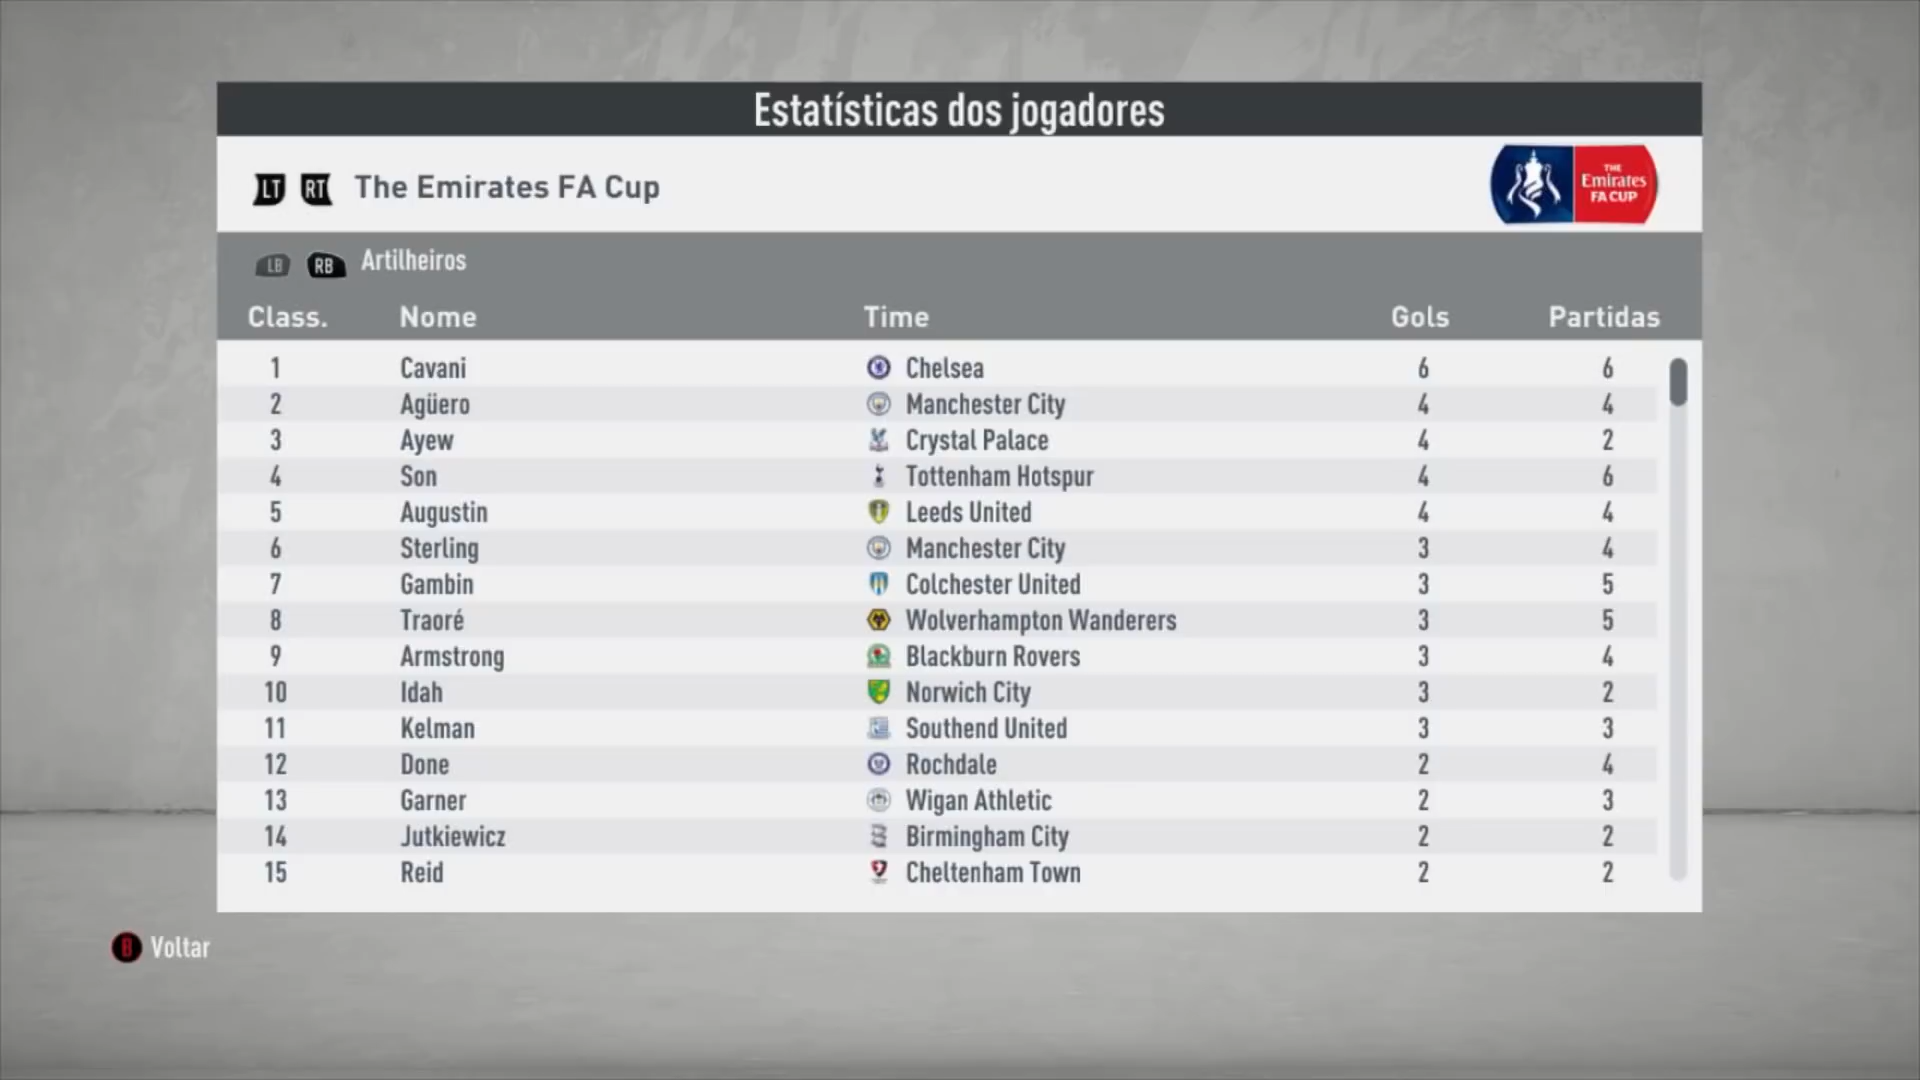 Estatísticas dos jogadores
LT RT The Emirates FA Cup
THE
Emirates
FA CUP
LB RB Artilheiros
Class. Nome Time Gols Partidas
1 Cavani Chelsea 6 6
2 Agüero Manchester City 4 4
3 Ayew Crystal Palace 4 2
4 Son Tottenham Hotspur 4 6
5 Augustin Leeds United 4 4
6 Sterling Manchester City 3 4
7 Gambin Colchester United 3 5
8 Traoré Wolverhampton Wanderers 3 5
9 Armstrong Blackburn Rovers 3 4
10 Idah Norwich City 3 2
11 Kelman Southend United 3 3
12 Done Rochdale 2 4
13 Garner Wigan Athletic 2 3
14 Jutkiewicz Birmingham City 2 2
15 Reid Cheltenham Town 2 2
B Voltar